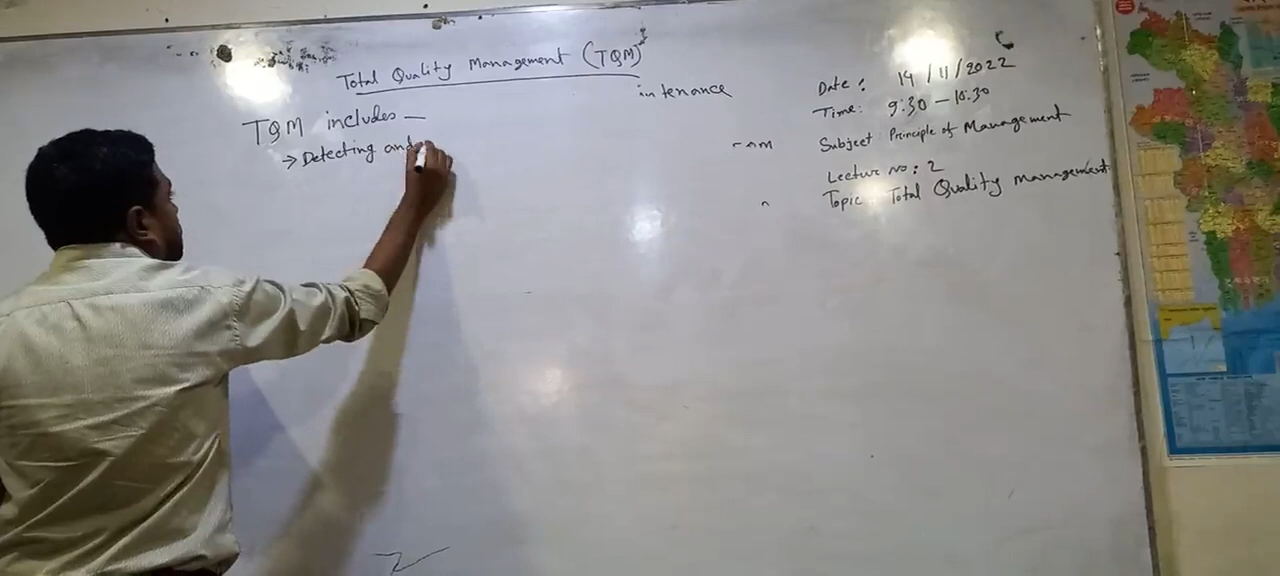 Total Quality Management (TQM)
intenance
TQM includes —
→ Detecting and
Date: 14/11/2022
Time: 9:30 – 10.30
Subject Principle of Management
Lecture no: 2
Topic Total Quality management